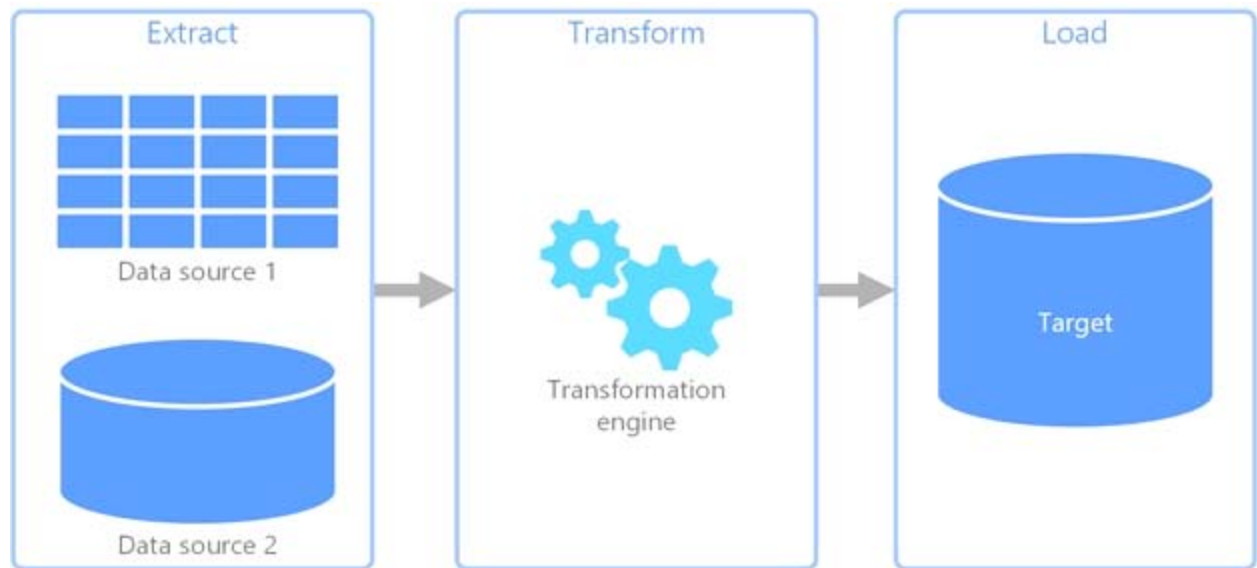 Extract
Data source 1
Data source 2
Transform
Transformation
engine
Load
Target